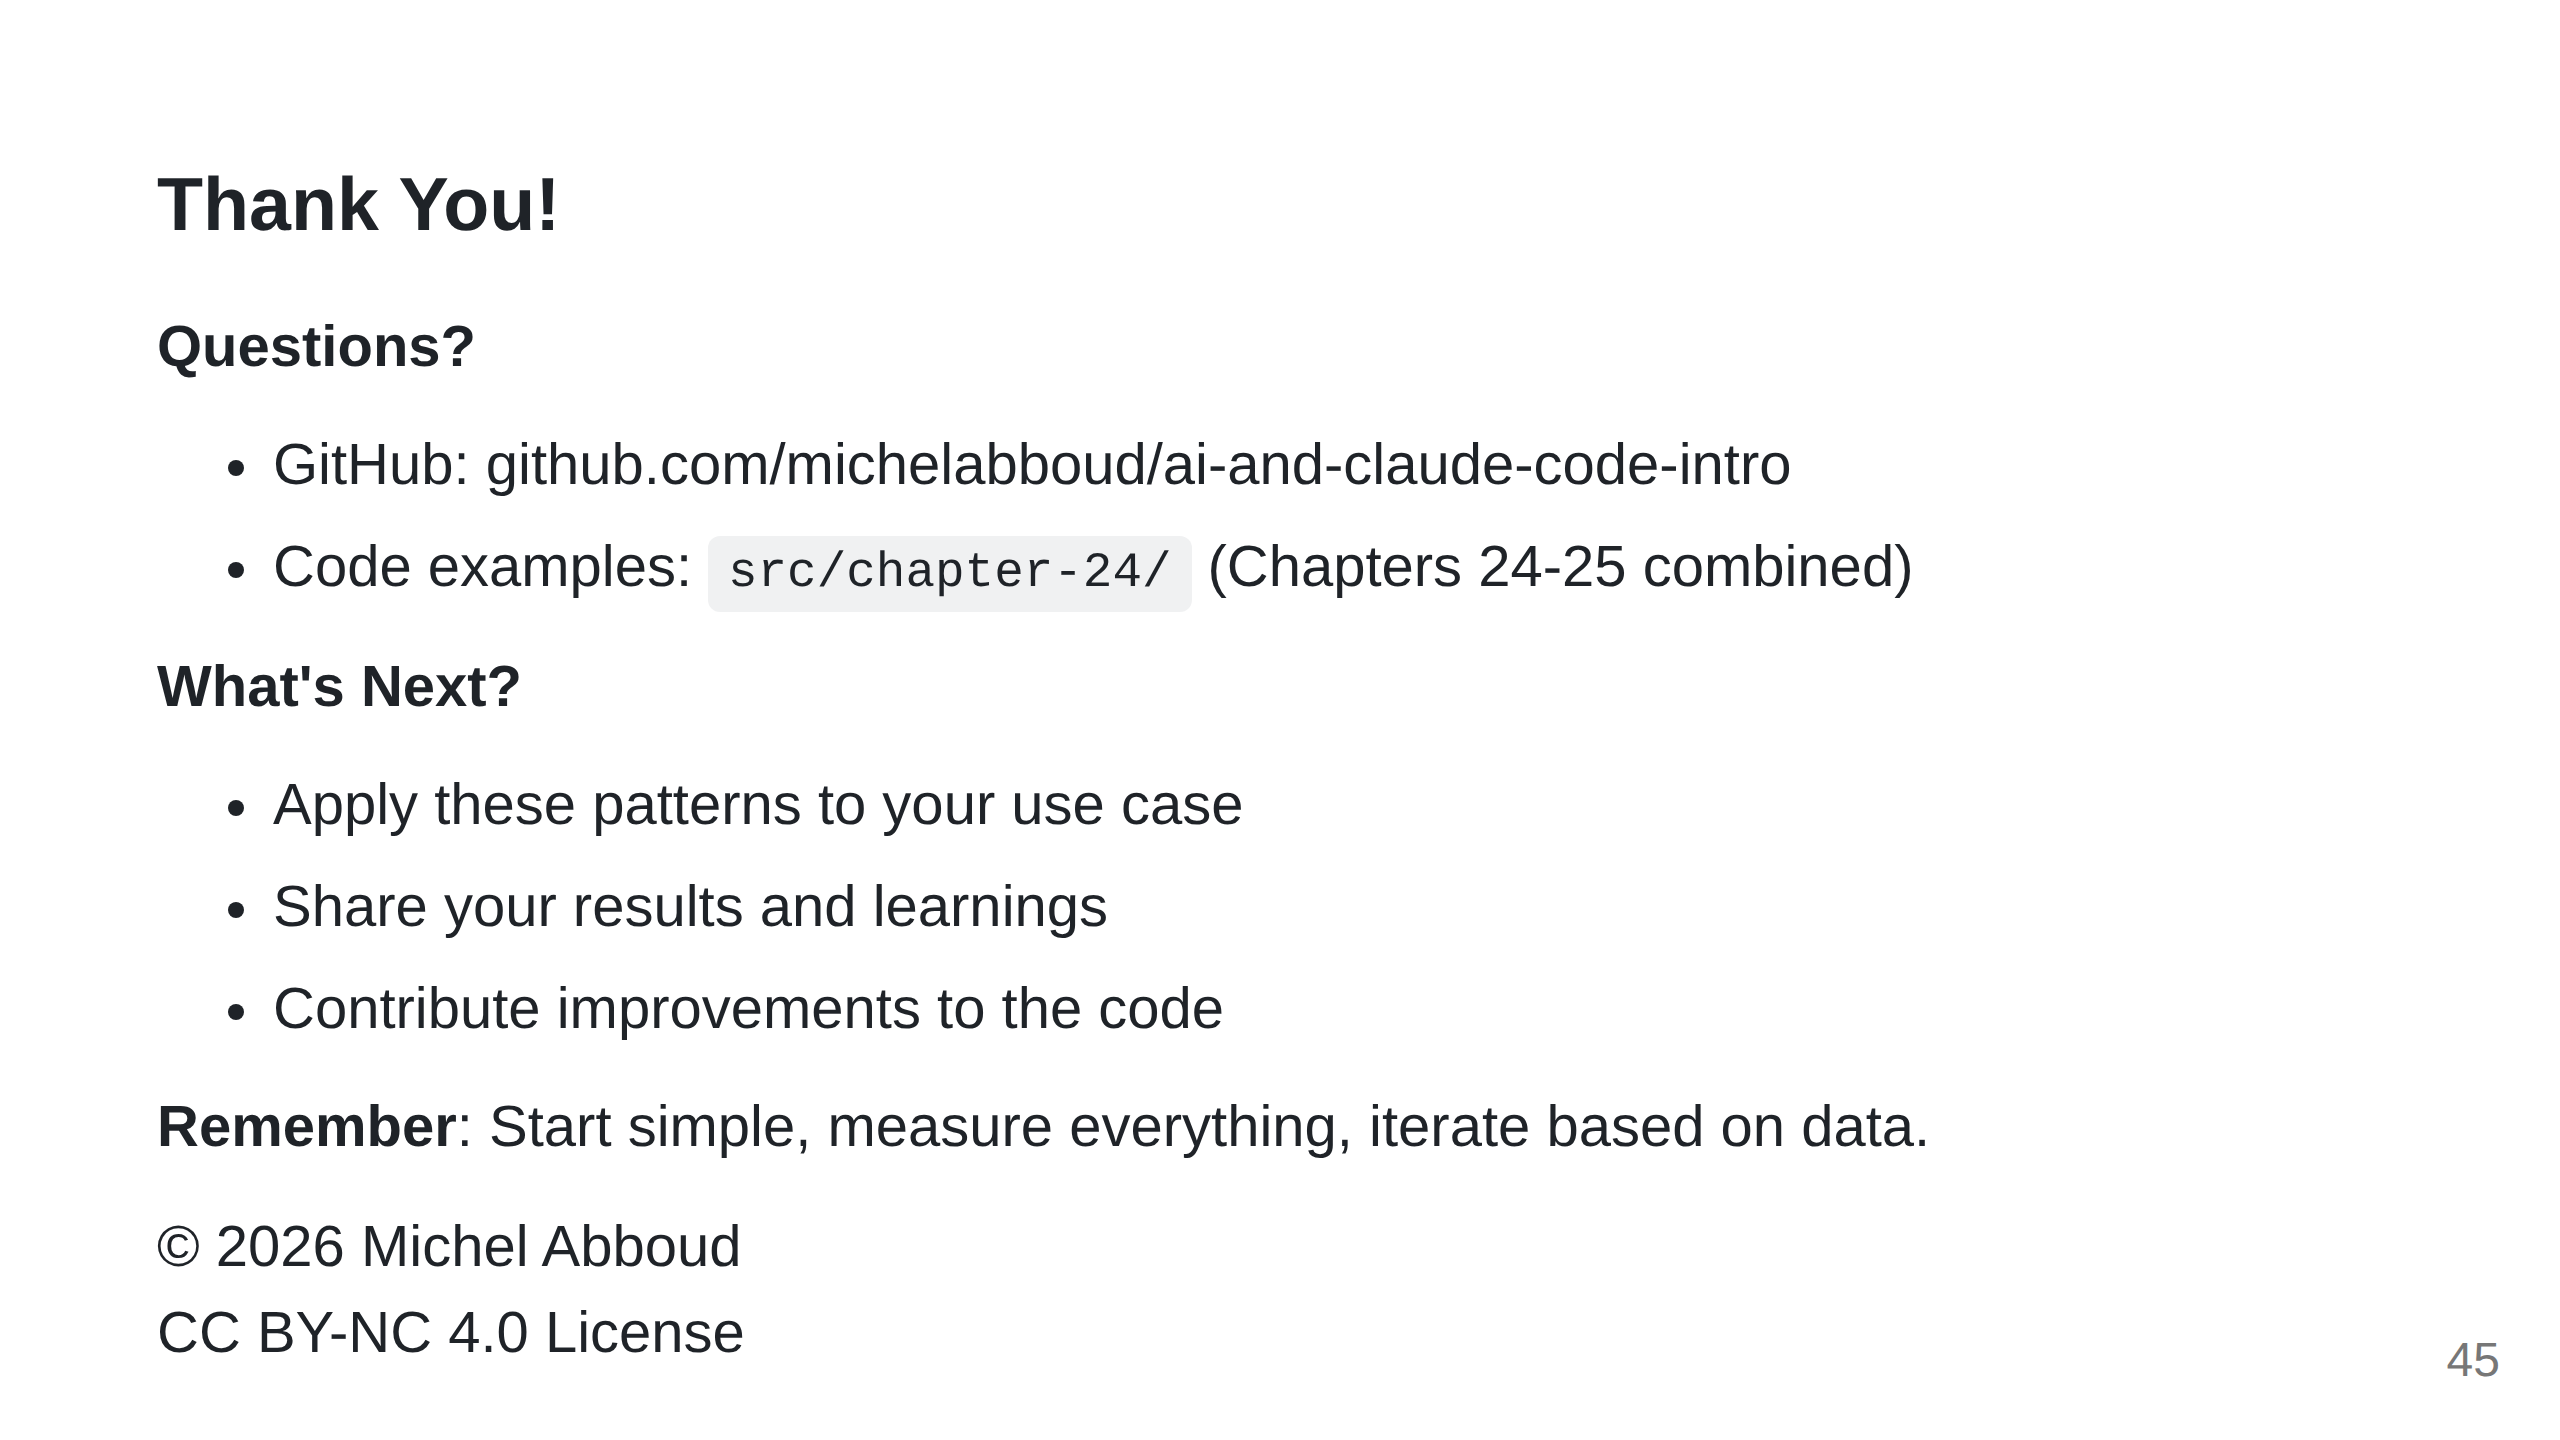 Thank You!
Questions?
• GitHub: github.com/michelabboud/ai-and-claude-code-intro
• Code examples: src/chapter-24/ (Chapters 24-25 combined)
What's Next?
• Apply these patterns to your use case
• Share your results and learnings
• Contribute improvements to the code
Remember: Start simple, measure everything, iterate based on data.
© 2026 Michel Abboud
CC BY-NC 4.0 License
45